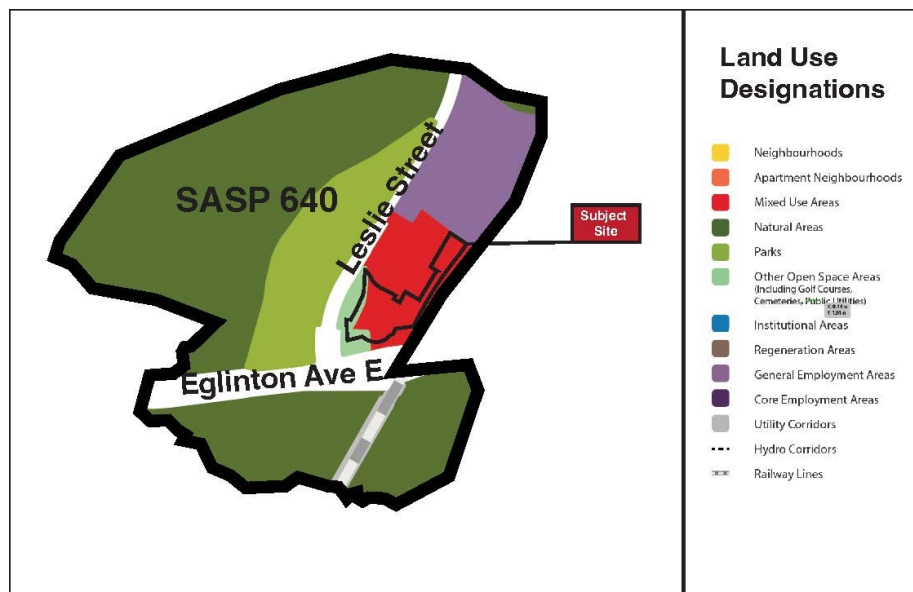 Land Use
Designations
SASP 640
Leslie Street
Subject
Site
Eglinton Ave E
Neighbourhoods
Apartment Neighbourhoods
Mixed Use Areas
Natural Areas
Parks
Other Open Space Areas
(Including Golf Courses,
Cemeteries, Public Utilities)
Institutional Areas
Regeneration Areas
General Employment Areas
Core Employment Areas
Utility Corridors
Hydro Corridors
Railway Lines